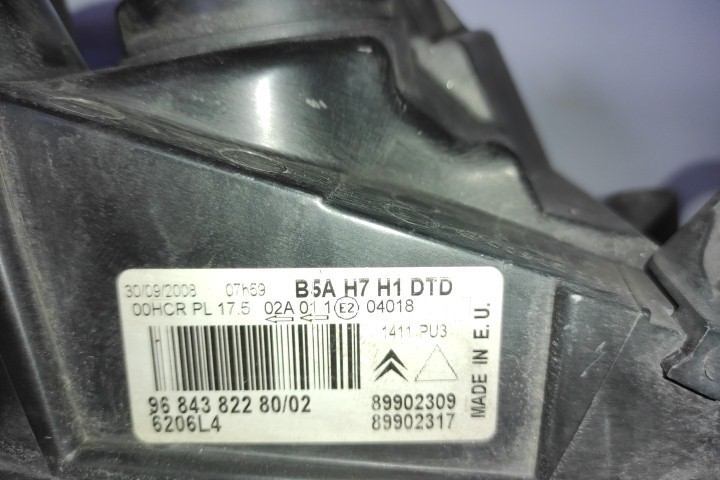 30/09/2008 07h59 B5A H7 H1 DTD
00HCR PL 17.5 02A 01 1 E2 04018
1411.PU3
96 843 822 80/02 89902309
6206L4 89902317
MADE IN E.U.